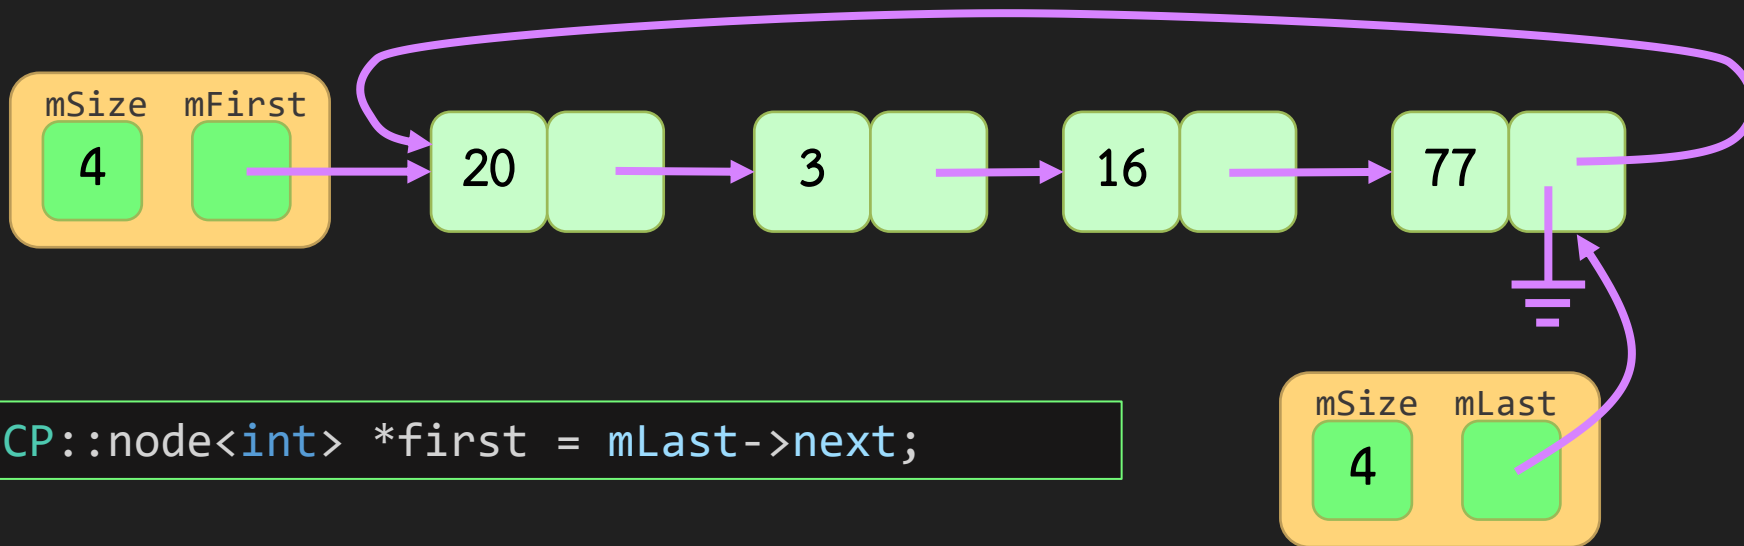 mSize mFirst
4
20
3
16
77
mSize mLast
4
CP::node<int> *first = mLast->next;